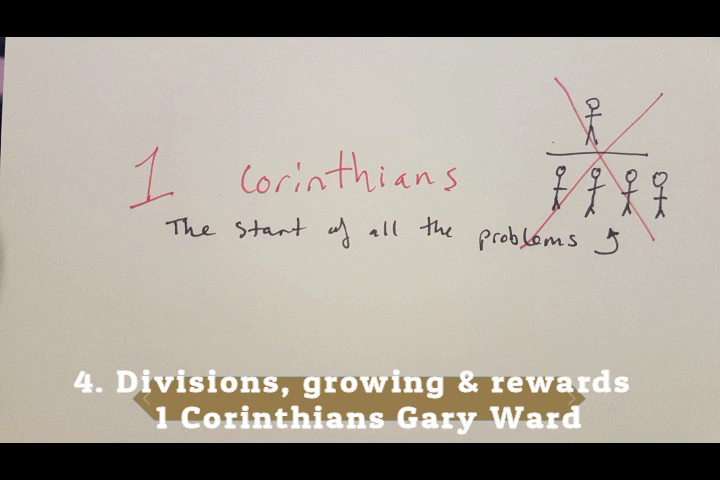 1 Corinthians
The start of all the problems
4. Divisions, growing & rewards
1 Corinthians Gary Ward